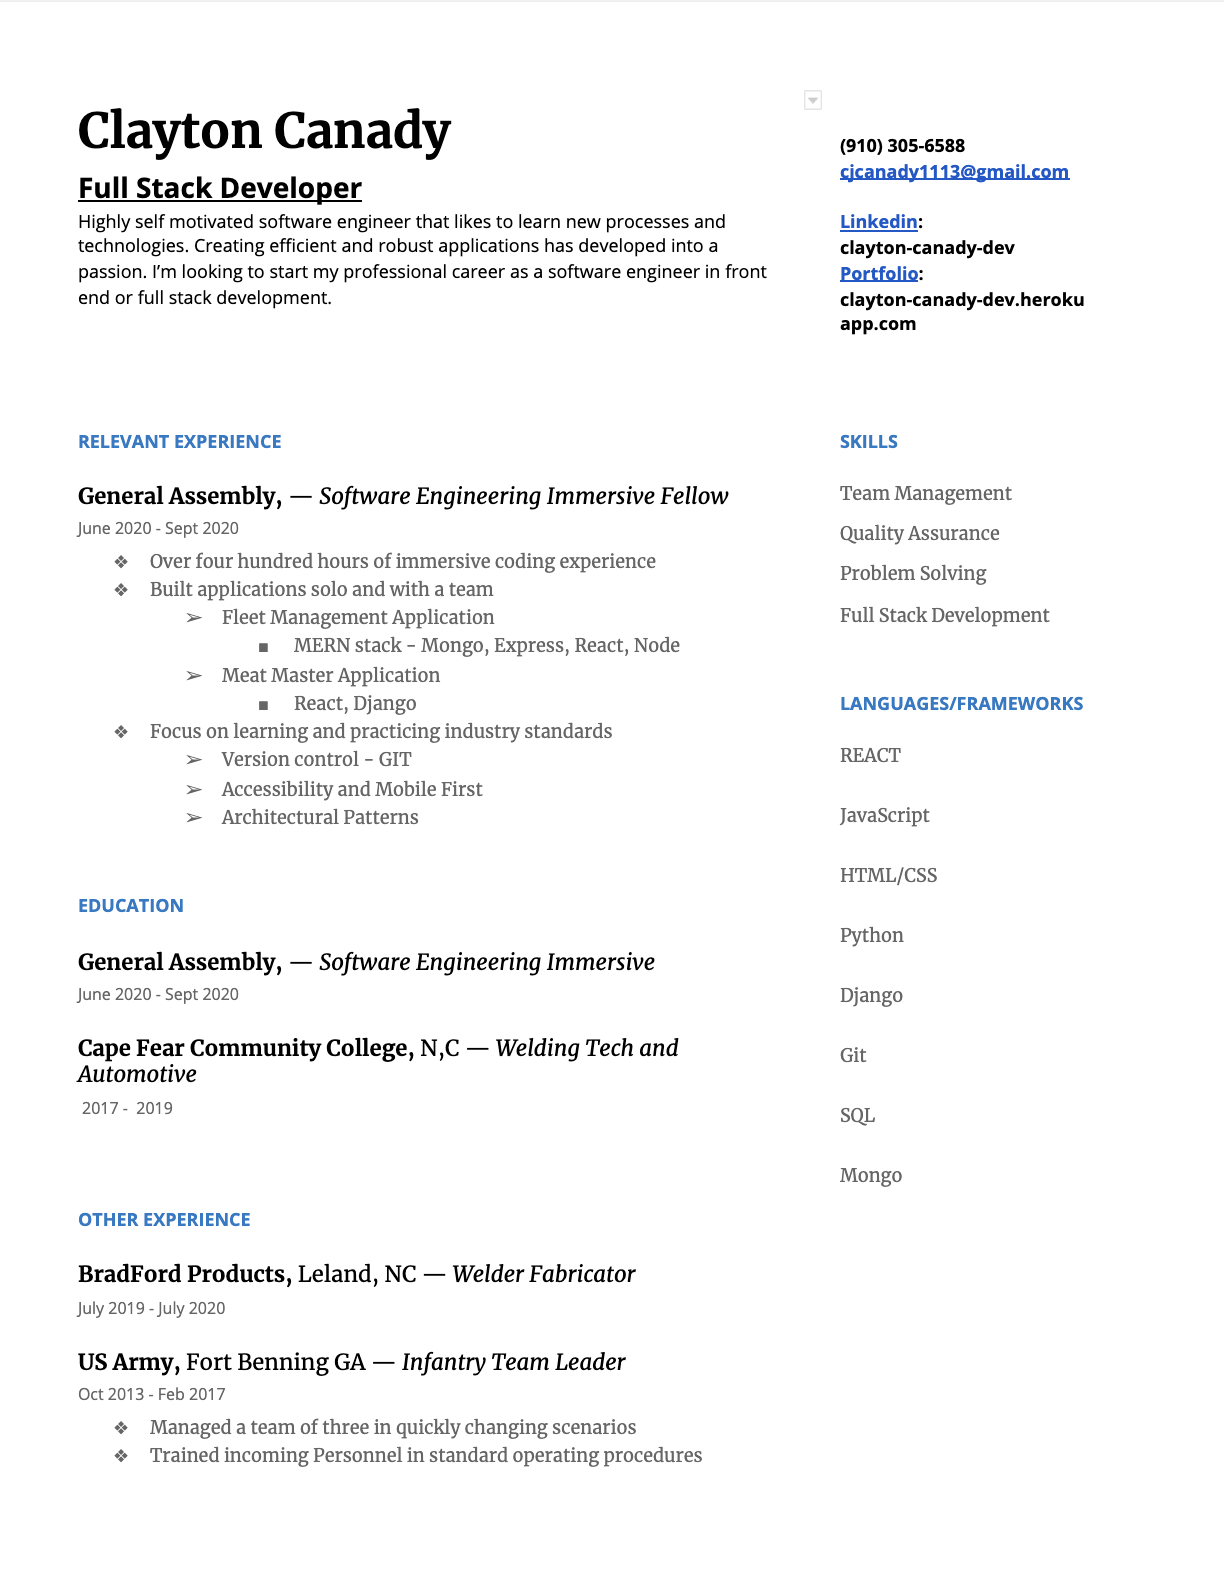 Clayton Canady
Full Stack Developer
Highly self motivated software engineer that likes to learn new processes and
technologies. Creating efficient and robust applications has developed into a
passion. I’m looking to start my professional career as a software engineer in front
end or full stack development.
(910) 305-6588
cjcanady1113@gmail.com
Linkedin:
clayton-canady-dev
Portfolio:
clayton-canady-dev.heroku
app.com
RELEVANT EXPERIENCE
General Assembly, — Software Engineering Immersive Fellow
June 2020 - Sept 2020
❖ Over four hundred hours of immersive coding experience
❖ Built applications solo and with a team
➢ Fleet Management Application
■ MERN stack - Mongo, Express, React, Node
➢ Meat Master Application
■ React, Django
❖ Focus on learning and practicing industry standards
➢ Version control - GIT
➢ Accessibility and Mobile First
➢ Architectural Patterns
EDUCATION
General Assembly, — Software Engineering Immersive
June 2020 - Sept 2020
Cape Fear Community College, N,C — Welding Tech and
Automotive
2017 - 2019
OTHER EXPERIENCE
BradFord Products, Leland, NC — Welder Fabricator
July 2019 - July 2020
US Army, Fort Benning GA — Infantry Team Leader
Oct 2013 - Feb 2017
❖ Managed a team of three in quickly changing scenarios
❖ Trained incoming Personnel in standard operating procedures
SKILLS
Team Management
Quality Assurance
Problem Solving
Full Stack Development
LANGUAGES/FRAMEWORKS
REACT
JavaScript
HTML/CSS
Python
Django
Git
SQL
Mongo